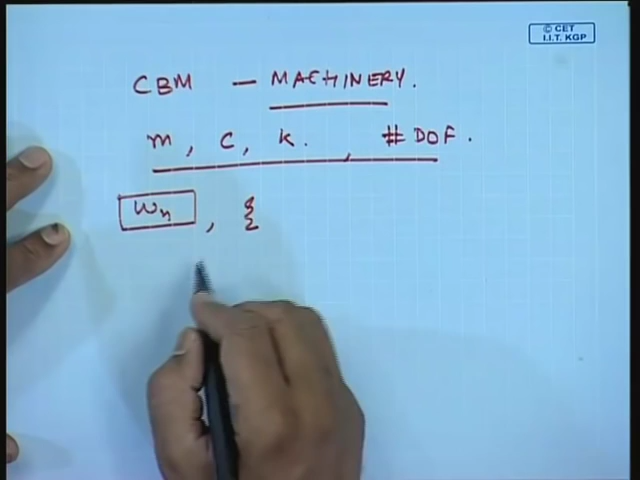 © CET
I.I.T. KGP
CBM — MACHINERY.
m, c, k. , # DOF.
ωn , ξ